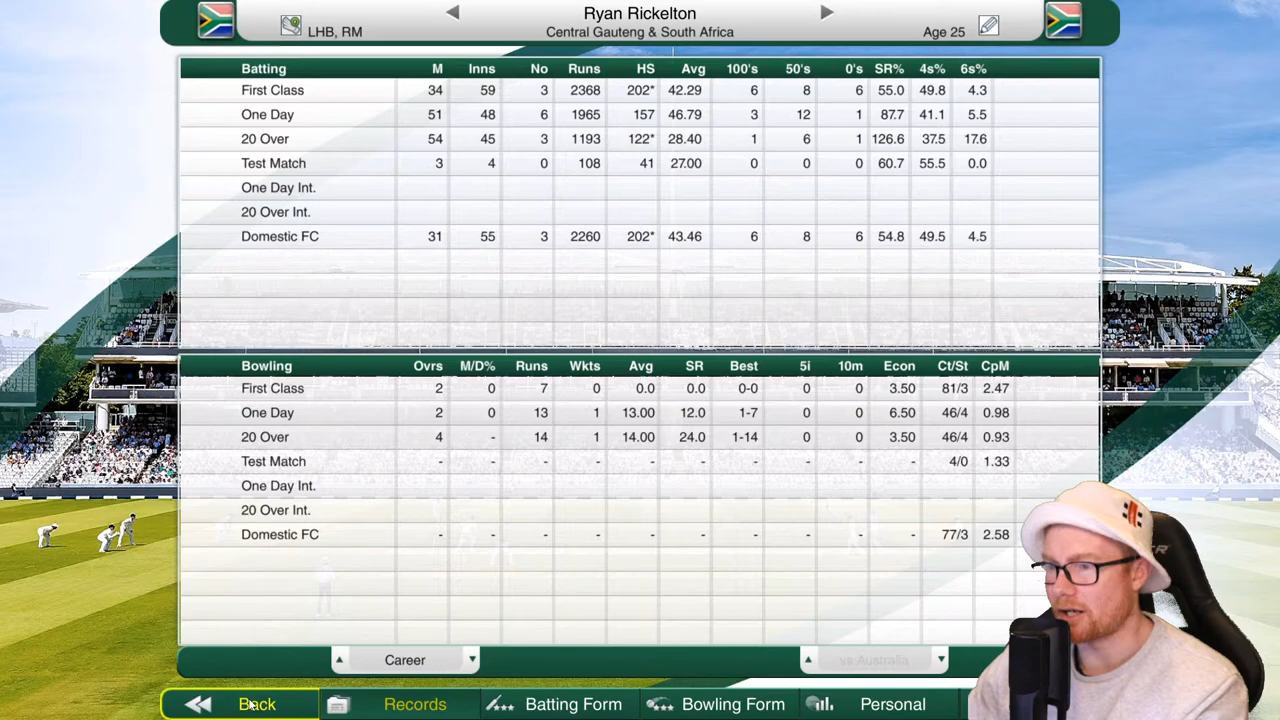 Ryan Rickelton
LHB, RM
Central Gauteng & South Africa
Age 25
Batting M Inns No Runs HS Avg 100's 50's 0's SR% 4s% 6s%
First Class 34 59 3 2368 202* 42.29 6 8 6 55.0 49.8 4.3
One Day 51 48 6 1965 157 46.79 3 12 1 87.7 41.1 5.5
20 Over 54 45 3 1193 122* 28.40 1 6 1 126.6 37.5 17.6
Test Match 3 4 0 108 41 27.00 0 0 0 60.7 55.5 0.0
One Day Int.
20 Over Int.
Domestic FC 31 55 3 2260 202* 43.46 6 8 6 54.8 49.5 4.5
Bowling Ovrs M/D% Runs Wkts Avg SR Best 5i 10m Econ Ct/St CpM
First Class 2 0 7 0 0.0 0.0 0-0 0 0 3.50 81/3 2.47
One Day 2 0 13 1 13.00 12.0 1-7 0 0 6.50 46/4 0.98
20 Over 4 - 14 1 14.00 24.0 1-14 0 0 3.50 46/4 0.93
Test Match - - - - - - - - - - 4/0 1.33
One Day Int.
20 Over Int.
Domestic FC - - - - - - - - - - 77/3 2.58
Career
vs Australia
Back
Records
Batting Form
Bowling Form
Personal